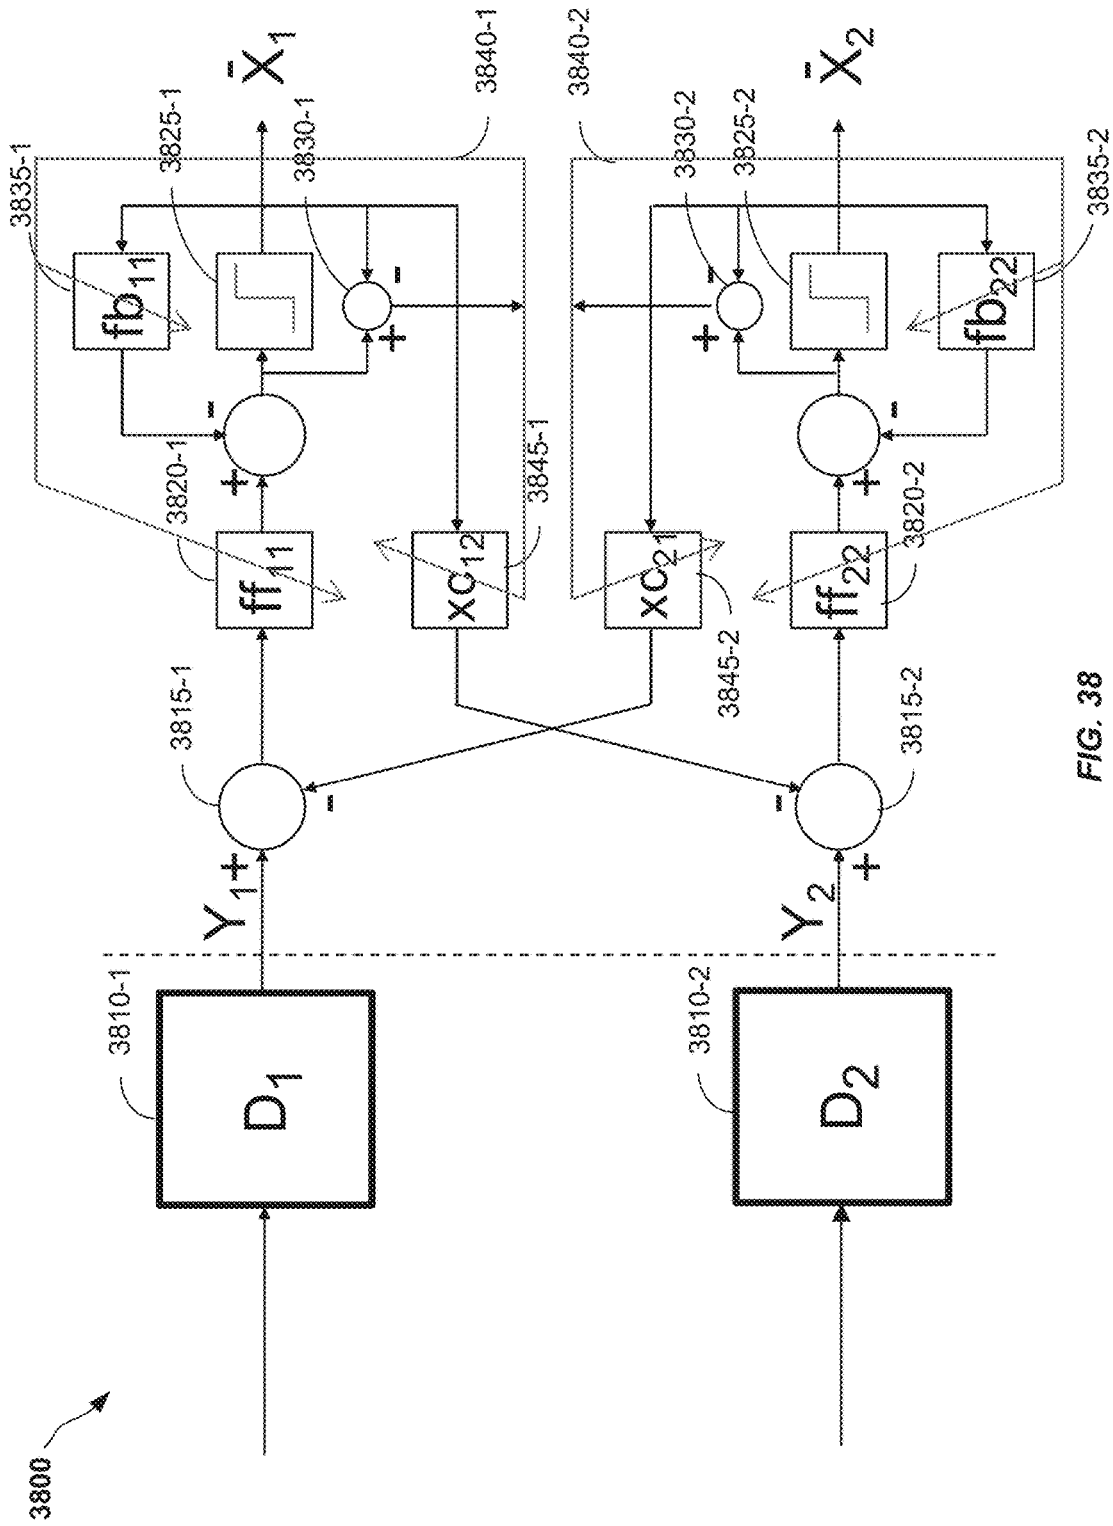 3800
3810-1
D1
Y1
+
3815-1
-
3820-1
ff11
+
-
3835-1
fb11
3825-1
3830-1
+
-
X̄1
3840-1
xc12
3845-1
3840-2
xc21
3845-2
3810-2
D2
Y2
+
-
3815-2
3820-2
ff22
+
-
3830-2
+
-
3825-2
fb22
3835-2
X̄2
FIG. 38